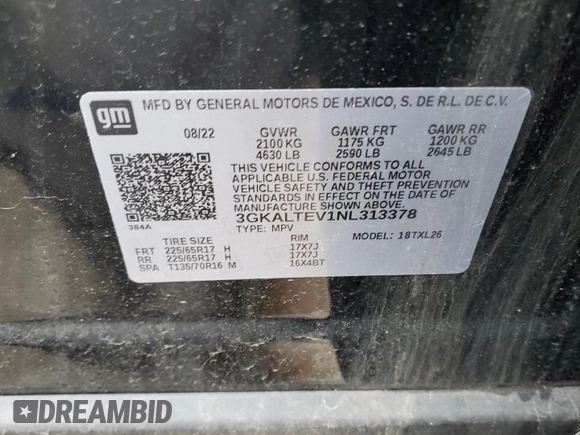 gm
MFD BY GENERAL MOTORS DE MEXICO, S. DE R.L. DE C.V.
08/22 GVWR GAWR FRT GAWR RR
2100 KG 1175 KG 1200 KG
4630 LB 2590 LB 2645 LB
THIS VEHICLE CONFORMS TO ALL
APPLICABLE U.S. FEDERAL MOTOR
VEHICLE SAFETY STANDARDS
IN EFFECT ON THE DATE OF
MANUFACTURE SHOWN ABOVE.
3GKALTEV1NL313378
384A TYPE: MPV
TIRE SIZE RIM MODEL: 18TXL26
FRT 225/65R17 H 17X7J
RR 225/65R17 H 17X7J
SPA T135/70R16 M 16X4BT
DREAMBID